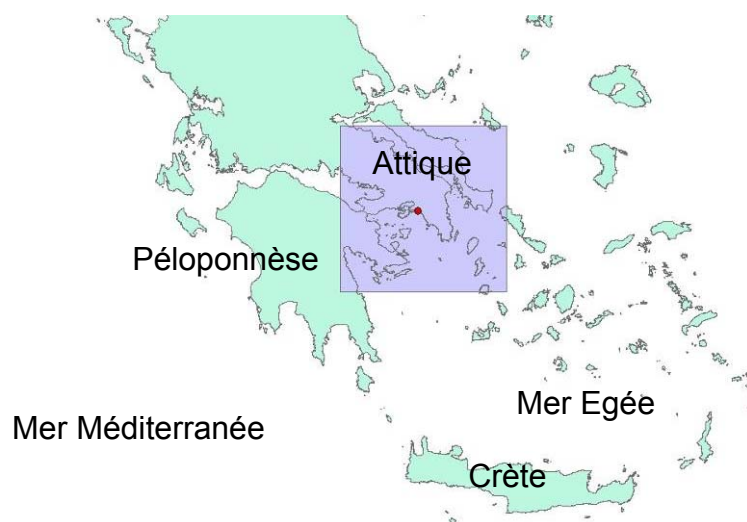 Attique
Péloponnèse
Mer Egée
Mer Méditerranée
Crète